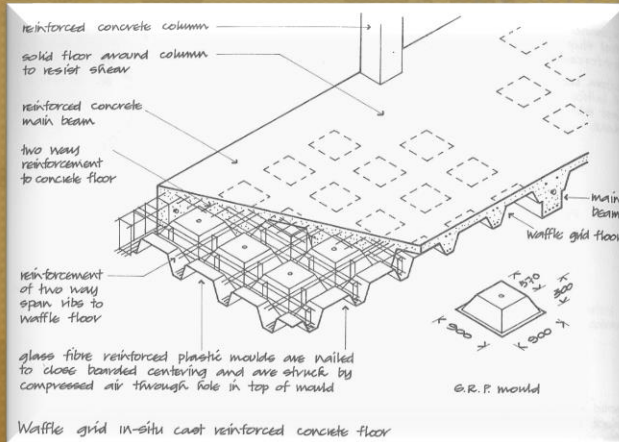 reinforced concrete column
solid floor around column
to resist shear
reinforced concrete
main beam
two way
reinforcement
to concrete floor
reinforcement
of two way
span ribs to
waffle floor
main
beam
Waffle grid floor
570
300
900
900
glass fibre reinforced plastic moulds are nailed
to close boarded centering and are struck by
compressed air through hole in top of mould
G.R.P. mould
Waffle grid in-situ cast reinforced concrete floor